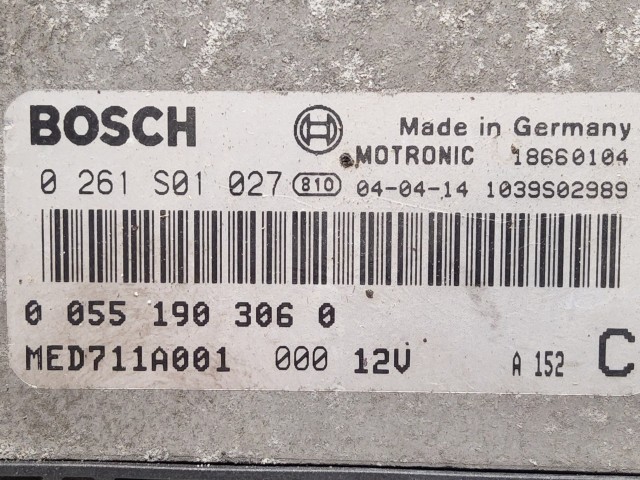 BOSCH
Made in Germany
MOTRONIC 18660104
0 261 S01 027 810 04-04-14 1039S02989
0 055 190 306 0
MED711A001 000 12V A 152 C